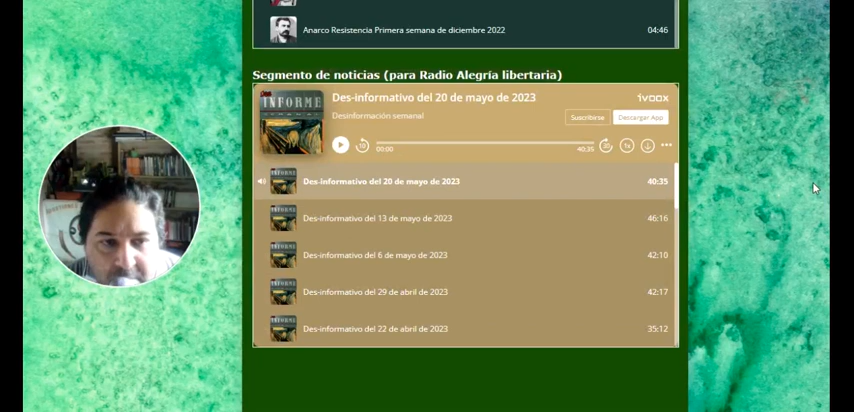 Anarco Resistencia Primera semana de diciembre 2022 04:46
Segmento de noticias (para Radio Alegría libertaria)
INFORME
Des-informativo del 20 de mayo de 2023
ivoox
Desinformación semanal
Suscribirse
Descargar App
10
00:00
40:35
30
1x
Des-informativo del 20 de mayo de 2023 40:35
Des-informativo del 13 de mayo de 2023 46:16
Des-informativo del 6 de mayo de 2023 42:10
Des-informativo del 29 de abril de 2023 42:17
Des-informativo del 22 de abril de 2023 35:12